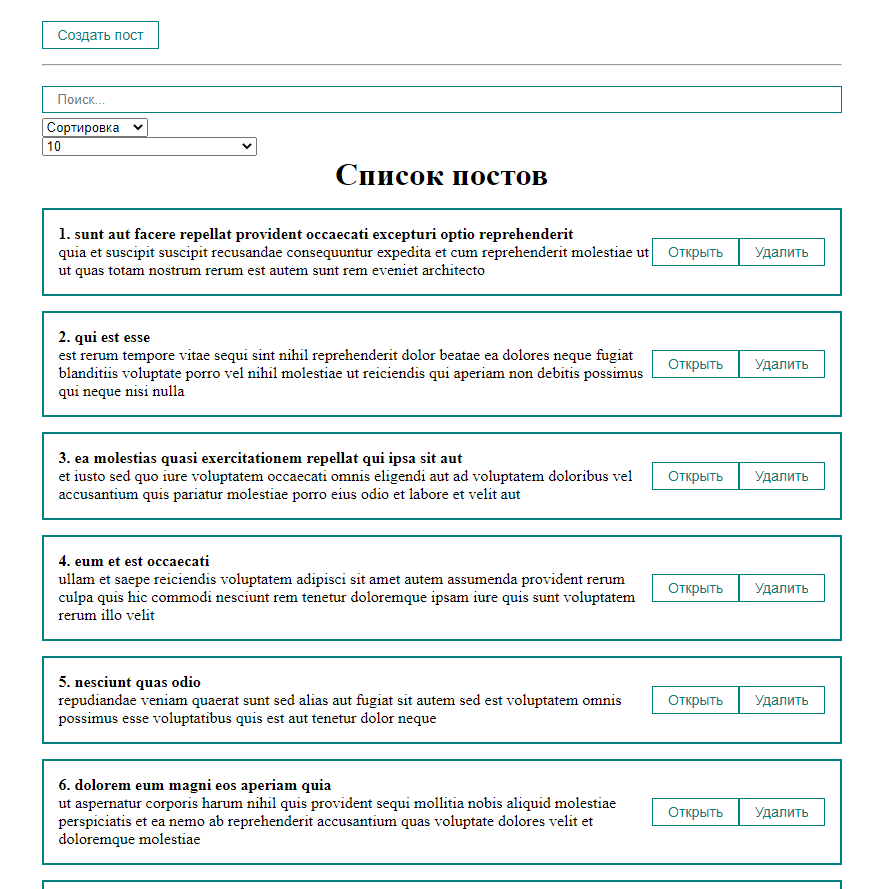 Создать пост
Поиск...
Сортировка
10
Список постов
1. sunt aut facere repellat provident occaecati excepturi optio reprehenderit
quia et suscipit suscipit recusandae consequuntur expedita et cum reprehenderit molestiae ut
ut quas totam nostrum rerum est autem sunt rem eveniet architecto
Открыть
Удалить
2. qui est esse
est rerum tempore vitae sequi sint nihil reprehenderit dolor beatae ea dolores neque fugiat
blanditiis voluptate porro vel nihil molestiae ut reiciendis qui aperiam non debitis possimus
qui neque nisi nulla
Открыть
Удалить
3. ea molestias quasi exercitationem repellat qui ipsa sit aut
et iusto sed quo iure voluptatem occaecati omnis eligendi aut ad voluptatem doloribus vel
accusantium quis pariatur molestiae porro eius odio et labore et velit aut
Открыть
Удалить
4. eum et est occaecati
ullam et saepe reiciendis voluptatem adipisci sit amet autem assumenda provident rerum
culpa quis hic commodi nesciunt rem tenetur doloremque ipsam iure quis sunt voluptatem
rerum illo velit
Открыть
Удалить
5. nesciunt quas odio
repudiandae veniam quaerat sunt sed alias aut fugiat sit autem sed est voluptatem omnis
possimus esse voluptatibus quis est aut tenetur dolor neque
Открыть
Удалить
6. dolorem eum magni eos aperiam quia
ut aspernatur corporis harum nihil quis provident sequi mollitia nobis aliquid molestiae
perspiciatis et ea nemo ab reprehenderit accusantium quas voluptate dolores velit et
doloremque molestiae
Открыть
Удалить